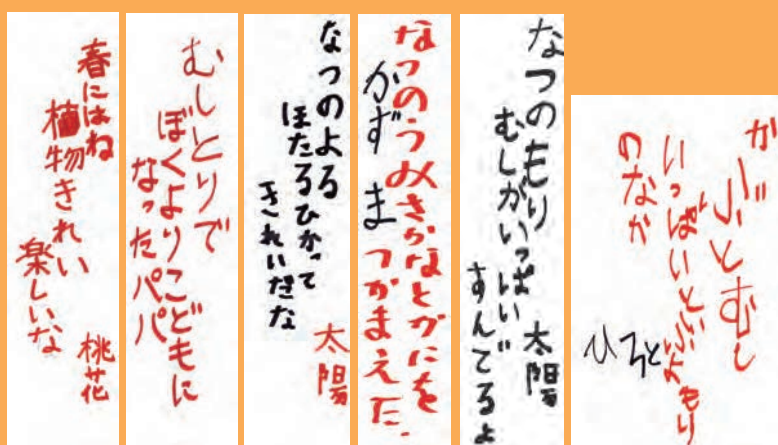 かぶとむし
いっぱいとぶよもり
のなか
ひろと
なつのもり
むしがいっぱい
すんでるよ
太陽
なつのうみさかなとかにを
つかまえた.
かずま
なつのよる
ほたるひかって
きれいだな
太陽
むしとりで
ぼくよりこどもに
なったパパ
春にはね
植物きれい
楽しいな
桃花